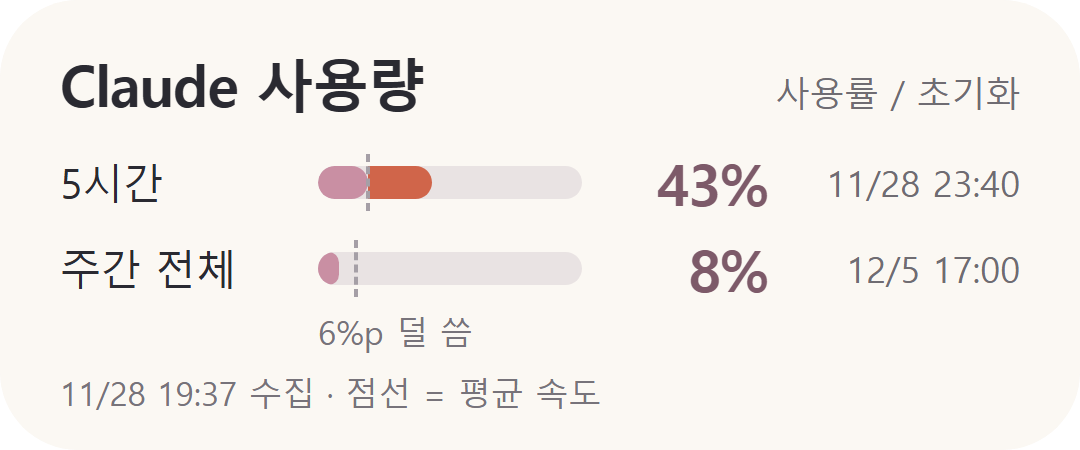 Claude 사용량
사용률 / 초기화
5시간 43% 11/28 23:40
주간 전체 8% 12/5 17:00
6%p 덜 씀
11/28 19:37 수집 · 점선 = 평균 속도